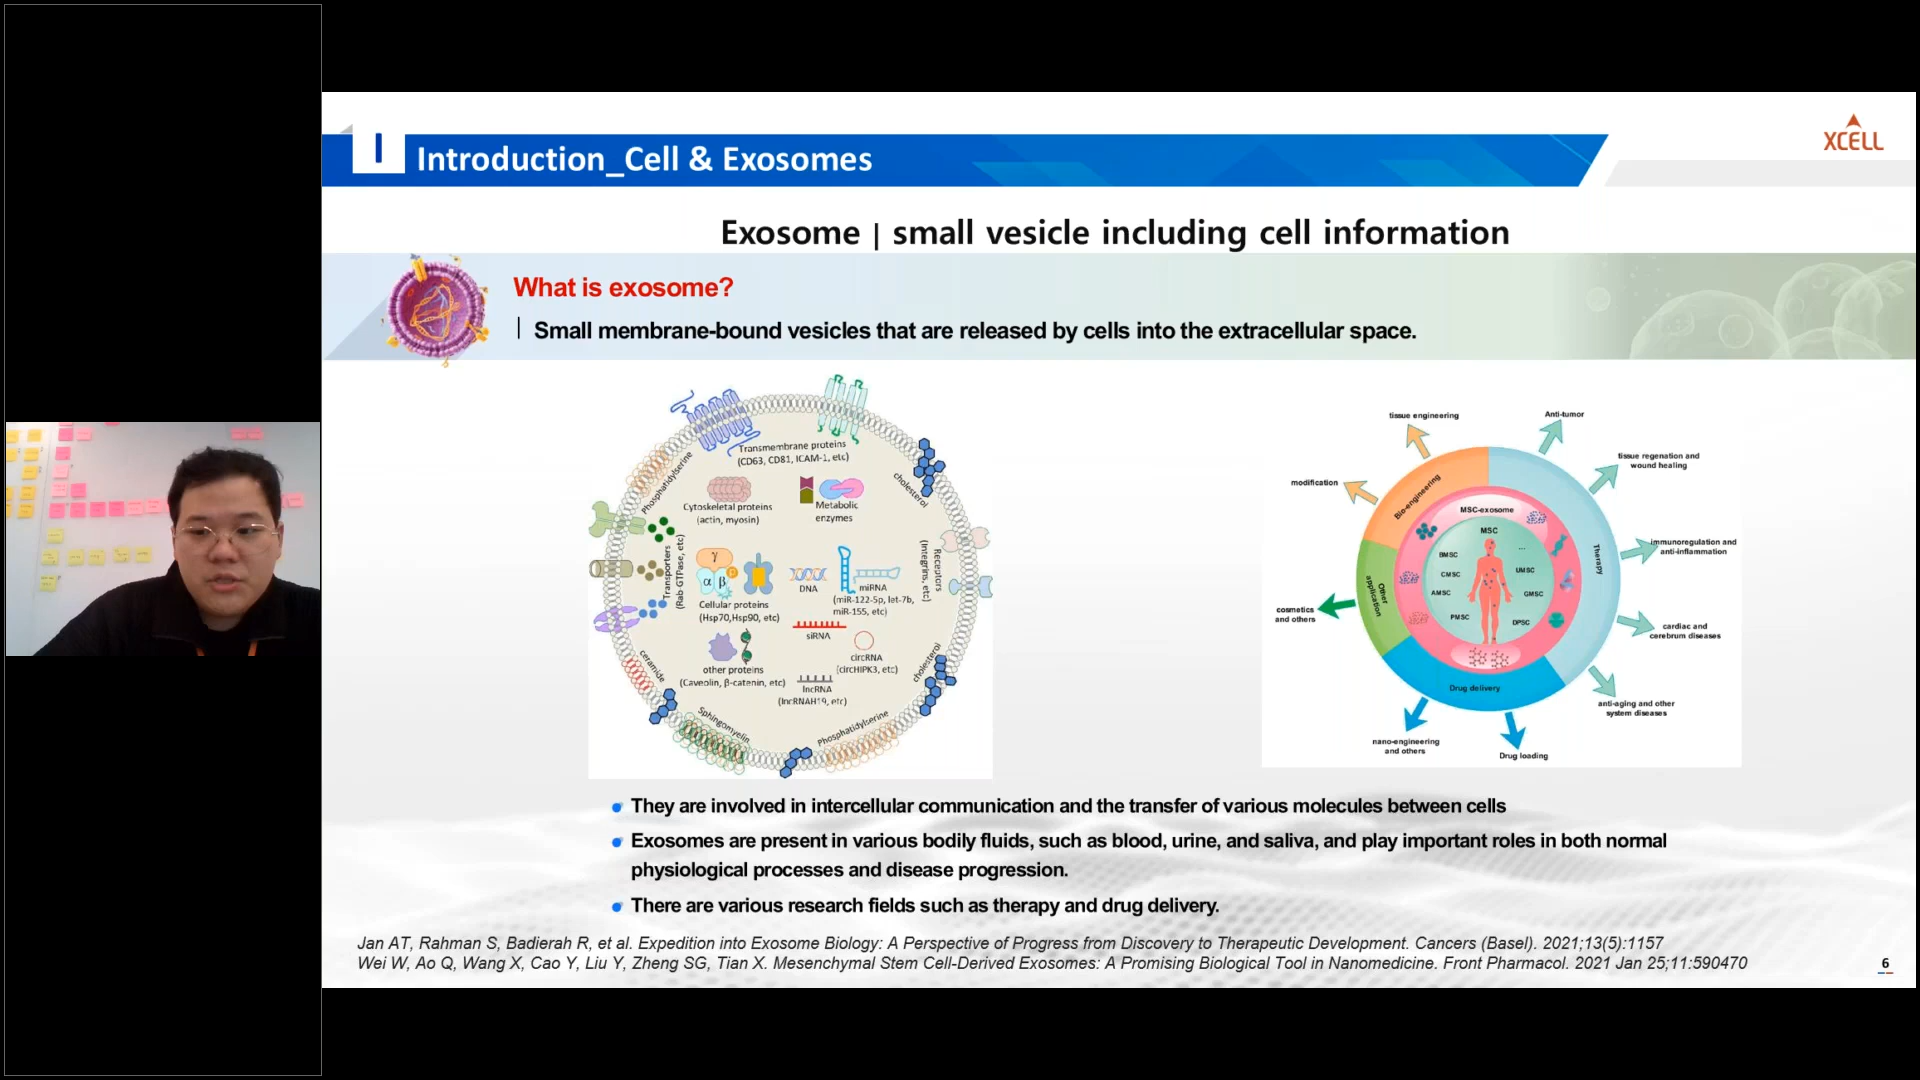 I
Introduction_Cell & Exosomes
XCELL
Exosome | small vesicle including cell information
What is exosome?
Small membrane-bound vesicles that are released by cells into the extracellular space.
Transmembrane proteins
(CD63, CD81, ICAM-1, etc)
Phosphatidylserine
cholesterol
Cytoskeletal proteins
(actin, myosin)
Metabolic
enzymes
Transporters
(Rab GTPase, etc)
γ
α
β
P
Cellular proteins
(Hsp70,Hsp90, etc)
DNA
miRNA
(miR-122-5p, let-7b,
miR-155, etc)
Receptors
(Integrins, etc)
siRNA
other proteins
(Caveolin, β-catenin, etc)
circRNA
(circHIPK3, etc)
lncRNA
(lncRNAH19, etc)
ceramide
cholesterol
Sphingomyelin
Phosphatidylserine
tissue engineering
Anti-tumor
tissue regenation and
wound healing
modification
Bio-engineering
MSC-exosome
MSC
...
BMSC
UMSC
CMSC
AMSC
GMSC
PMSC
DPSC
Therapy
immunoregulation and
anti-inflammation
Other
application
cosmetics
and others
cardiac and
cerebrum diseases
Drug delivery
anti-aging and other
system diseases
nano-engineering
and others
Drug loading
They are involved in intercellular communication and the transfer of various molecules between cells
Exosomes are present in various bodily fluids, such as blood, urine, and saliva, and play important roles in both normal
physiological processes and disease progression.
There are various research fields such as therapy and drug delivery.
Jan AT, Rahman S, Badierah R, et al. Expedition into Exosome Biology: A Perspective of Progress from Discovery to Therapeutic Development. Cancers (Basel). 2021;13(5):1157
Wei W, Ao Q, Wang X, Cao Y, Liu Y, Zheng SG, Tian X. Mesenchymal Stem Cell-Derived Exosomes: A Promising Biological Tool in Nanomedicine. Front Pharmacol. 2021 Jan 25;11:590470
6